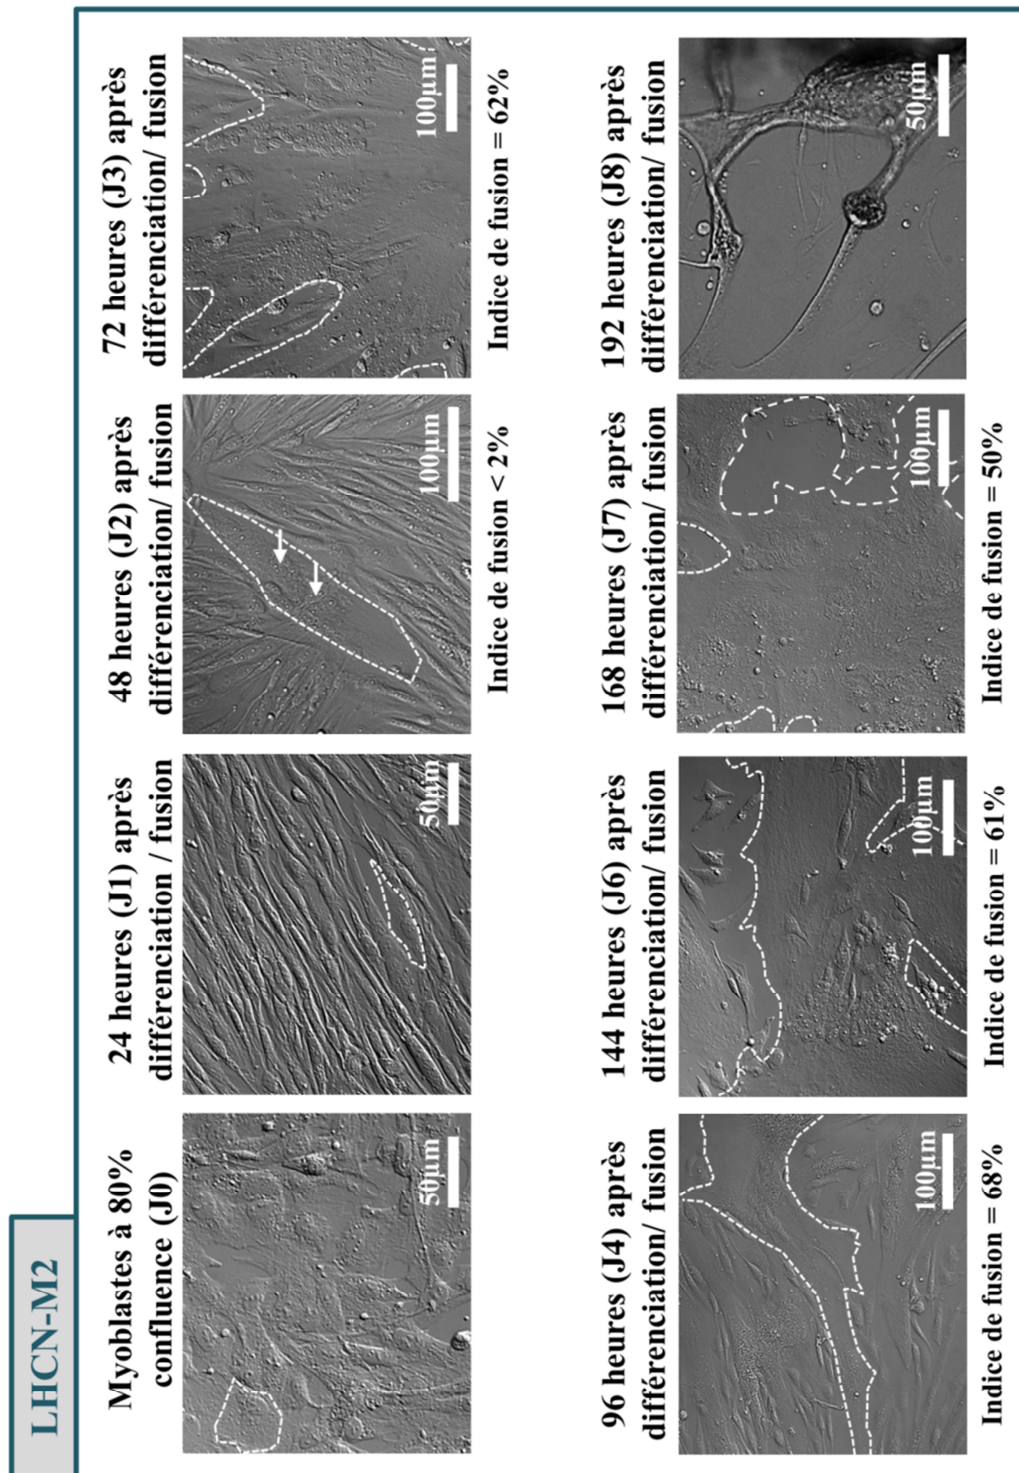 LHCN-M2
Myoblastes à 80%
confluence (J0)
50µm
24 heures (J1) après
différenciation / fusion
50µm
48 heures (J2) après
différenciation/ fusion
100µm
Indice de fusion < 2%
72 heures (J3) après
différenciation/ fusion
100µm
Indice de fusion = 62%
96 heures (J4) après
différenciation/ fusion
100µm
Indice de fusion = 68%
144 heures (J6) après
différenciation/ fusion
100µm
Indice de fusion = 61%
168 heures (J7) après
différenciation/ fusion
100µm
Indice de fusion = 50%
192 heures (J8) après
différenciation/ fusion
50µm